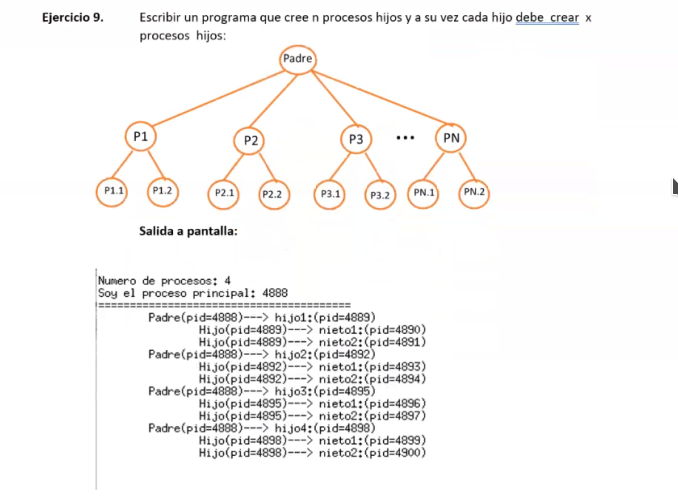 Ejercicio 9. Escribir un programa que cree n procesos hijos y a su vez cada hijo debe crear x
procesos hijos:
Padre
P1 P2 P3 ••• PN
P1.1 P1.2 P2.1 P2.2 P3.1 P3.2 PN.1 PN.2
Salida a pantalla:
Numero de procesos: 4
Soy el proceso principal: 4888
========================================
Padre(pid=4888)---> hijo1:(pid=4889)
Hijo(pid=4889)---> nieto1:(pid=4890)
Hijo(pid=4889)---> nieto2:(pid=4891)
Padre(pid=4888)---> hijo2:(pid=4892)
Hijo(pid=4892)---> nieto1:(pid=4893)
Hijo(pid=4892)---> nieto2:(pid=4894)
Padre(pid=4888)---> hijo3:(pid=4895)
Hijo(pid=4895)---> nieto1:(pid=4896)
Hijo(pid=4895)---> nieto2:(pid=4897)
Padre(pid=4888)---> hijo4:(pid=4898)
Hijo(pid=4898)---> nieto1:(pid=4899)
Hijo(pid=4898)---> nieto2:(pid=4900)